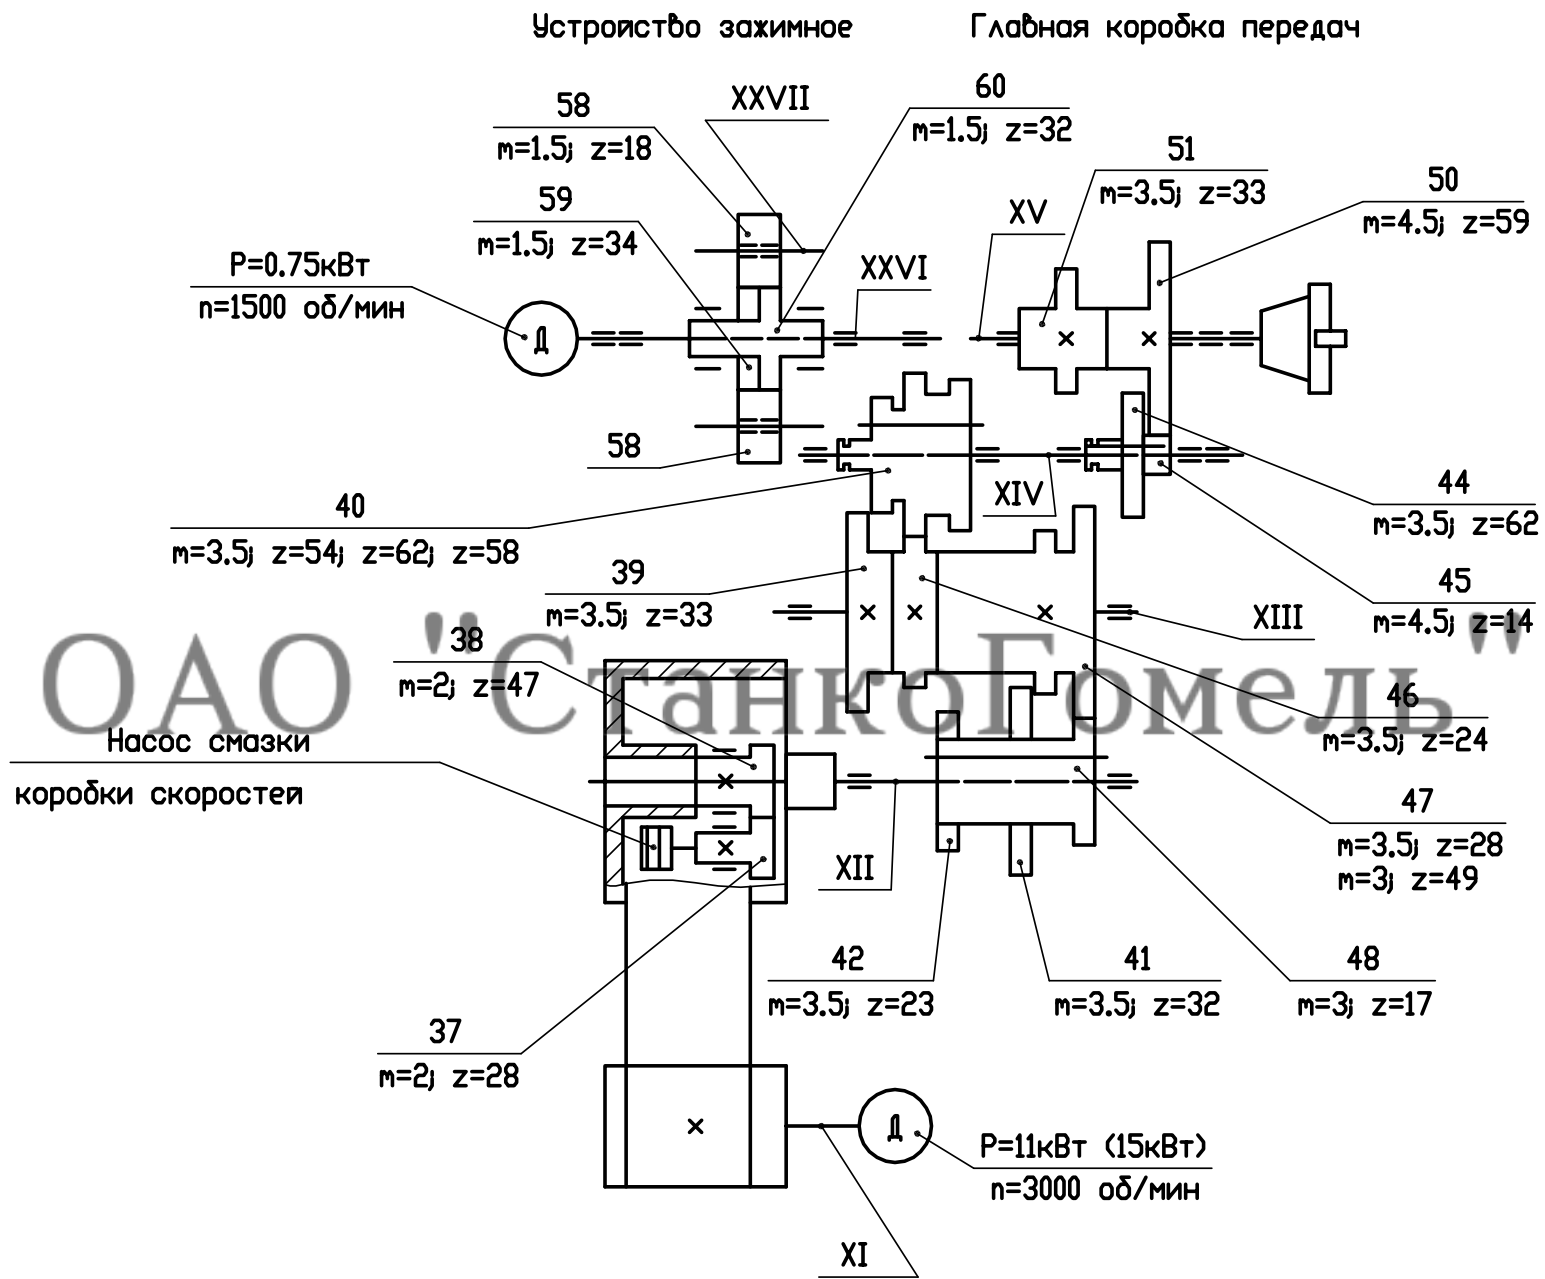 Устройство зажимное
Главная коробка передач
58
m=1.5; z=18
XXVII
60
m=1.5; z=32
51
m=3.5; z=33
50
m=4.5; z=59
59
m=1.5; z=34
XV
P=0.75кВт
n=1500 об/мин
XXVI
Д
58
XIV
44
m=3.5; z=62
40
m=3.5; z=54; z=62; z=58
39
m=3.5; z=33
45
m=4.5; z=14
XIII
ОАО "СтанкоГомель"
38
m=2; z=47
46
m=3.5; z=24
Насос смазки
коробки скоростей
47
m=3.5; z=28
m=3; z=49
XII
42
m=3.5; z=23
41
m=3.5; z=32
48
m=3; z=17
37
m=2; z=28
Д
P=11кВт (15кВт)
n=3000 об/мин
XI